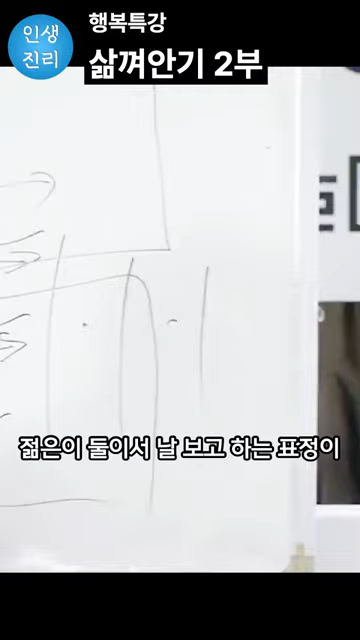 인생
진리
행복특강
삶껴안기 2부
젊은이 둘이서 날 보고 하는 표정이